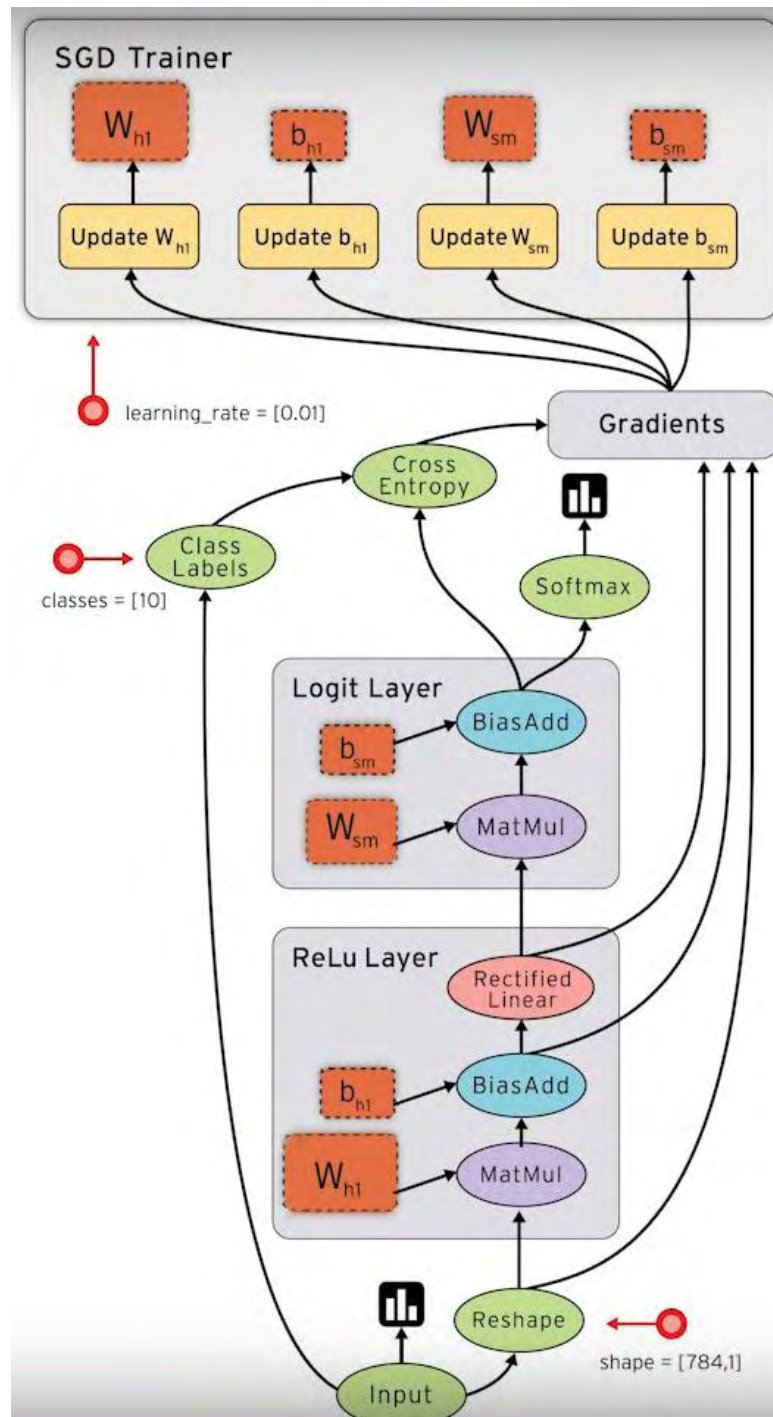 SGD Trainer
Wh1
bh1
Wsm
bsm
Update Wh1
Update bh1
Update Wsm
Update bsm
learning_rate = [0.01]
Gradients
Cross
Entropy
Class
Labels
classes = [10]
Softmax
Logit Layer
BiasAdd
bsm
Wsm
MatMul
ReLu Layer
Rectified
Linear
bh1
BiasAdd
Wh1
MatMul
Reshape
shape = [784,1]
Input